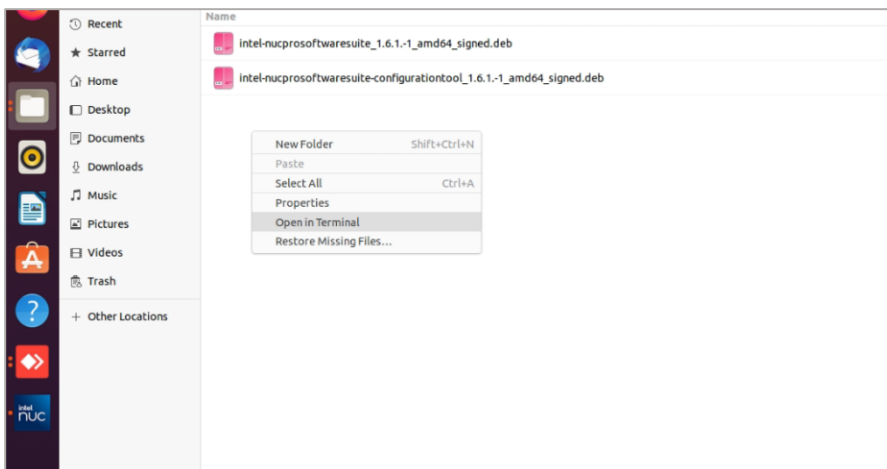 Name
Recent
Starred
Home
Desktop
Documents
Downloads
Music
Pictures
Videos
Trash
+ Other Locations
intel-nucprosoftwaresuite_1.6.1.-1_amd64_signed.deb
intel-nucprosoftwaresuite-configurationtool_1.6.1.-1_amd64_signed.deb
New Folder Shift+Ctrl+N
Paste
Select All Ctrl+A
Properties
Open in Terminal
Restore Missing Files…
A
?
intel
nuc